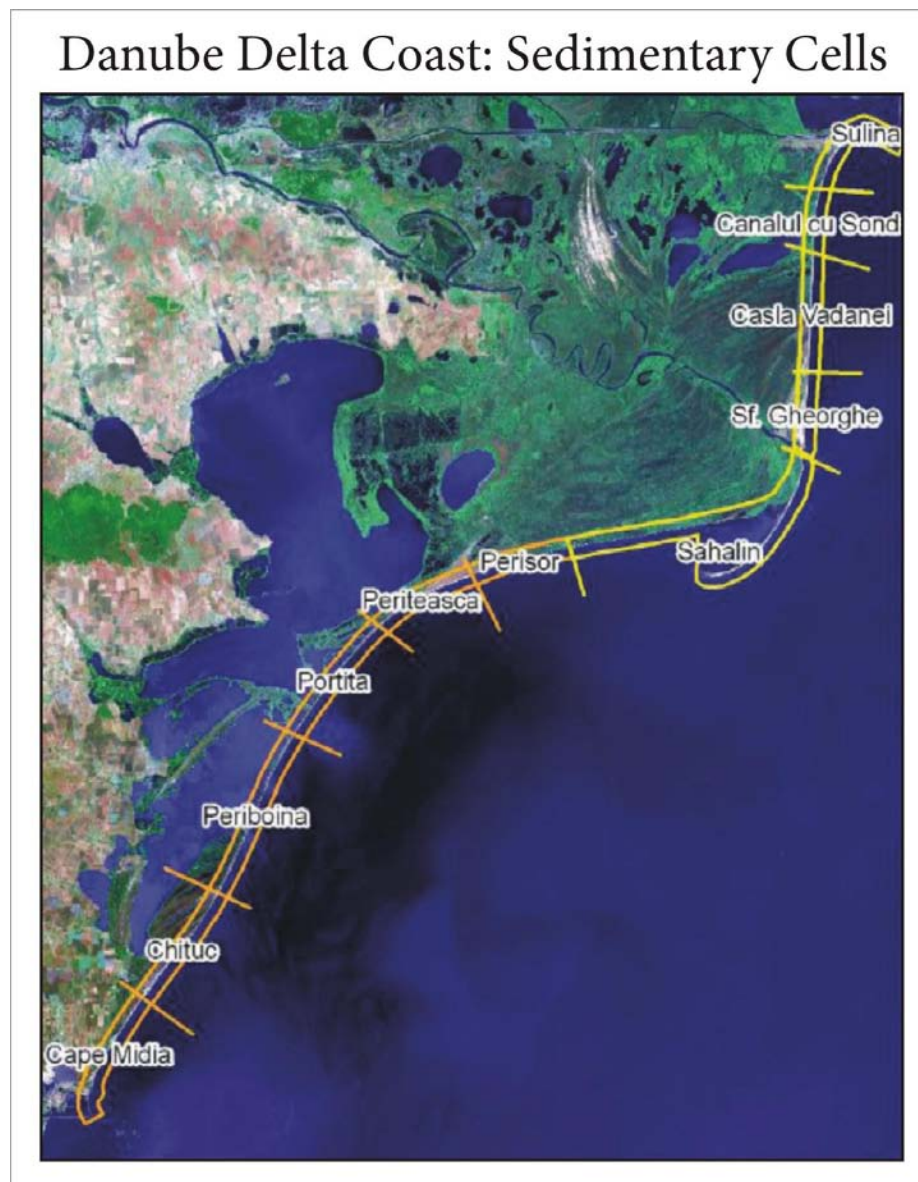 Danube Delta Coast: Sedimentary Cells
Sulina
Canalul cu Sond
Casla Vadanei
Sf. Gheorghe
Sahalin
Perisor
Periteasca
Portita
Periboina
Chituc
Cape Midia